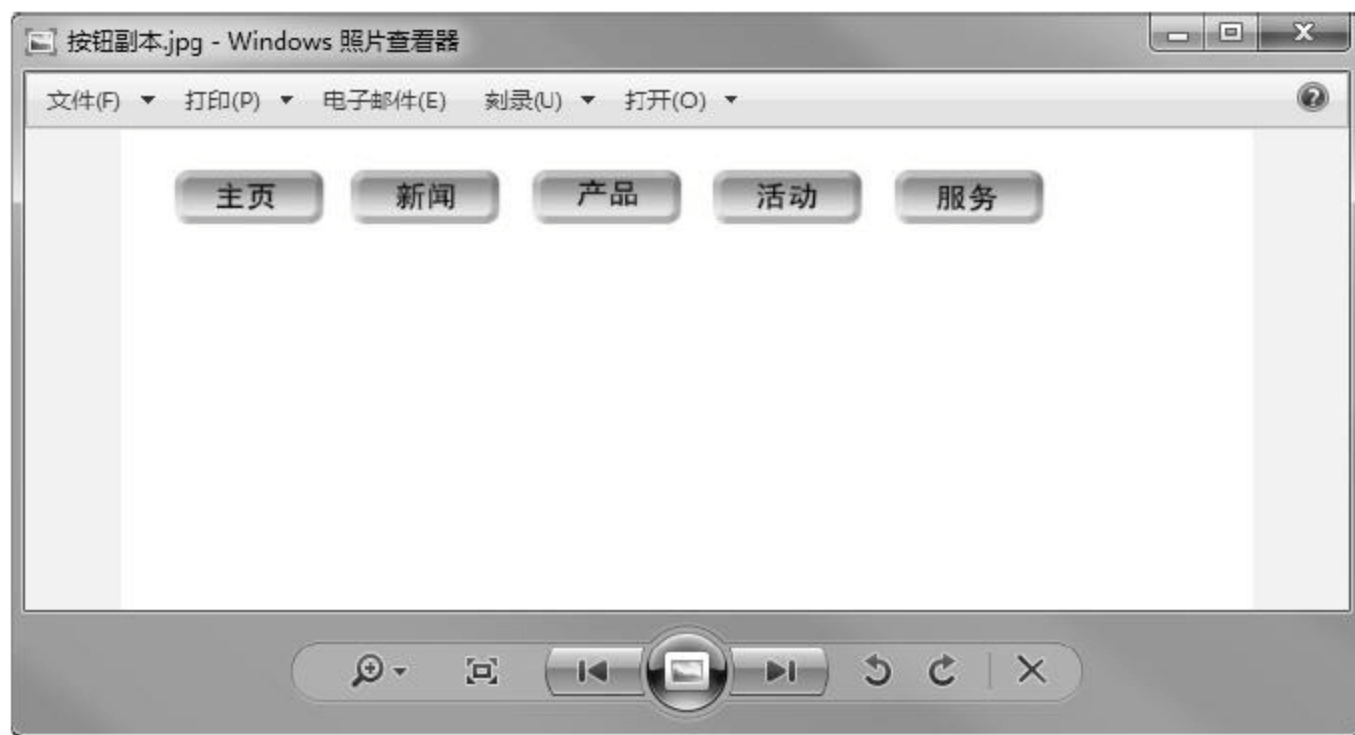 按钮副本.jpg - Windows 照片查看器
文件(F) 打印(P) 电子邮件(E) 刻录(U) 打开(O)
主页 新闻 产品 活动 服务